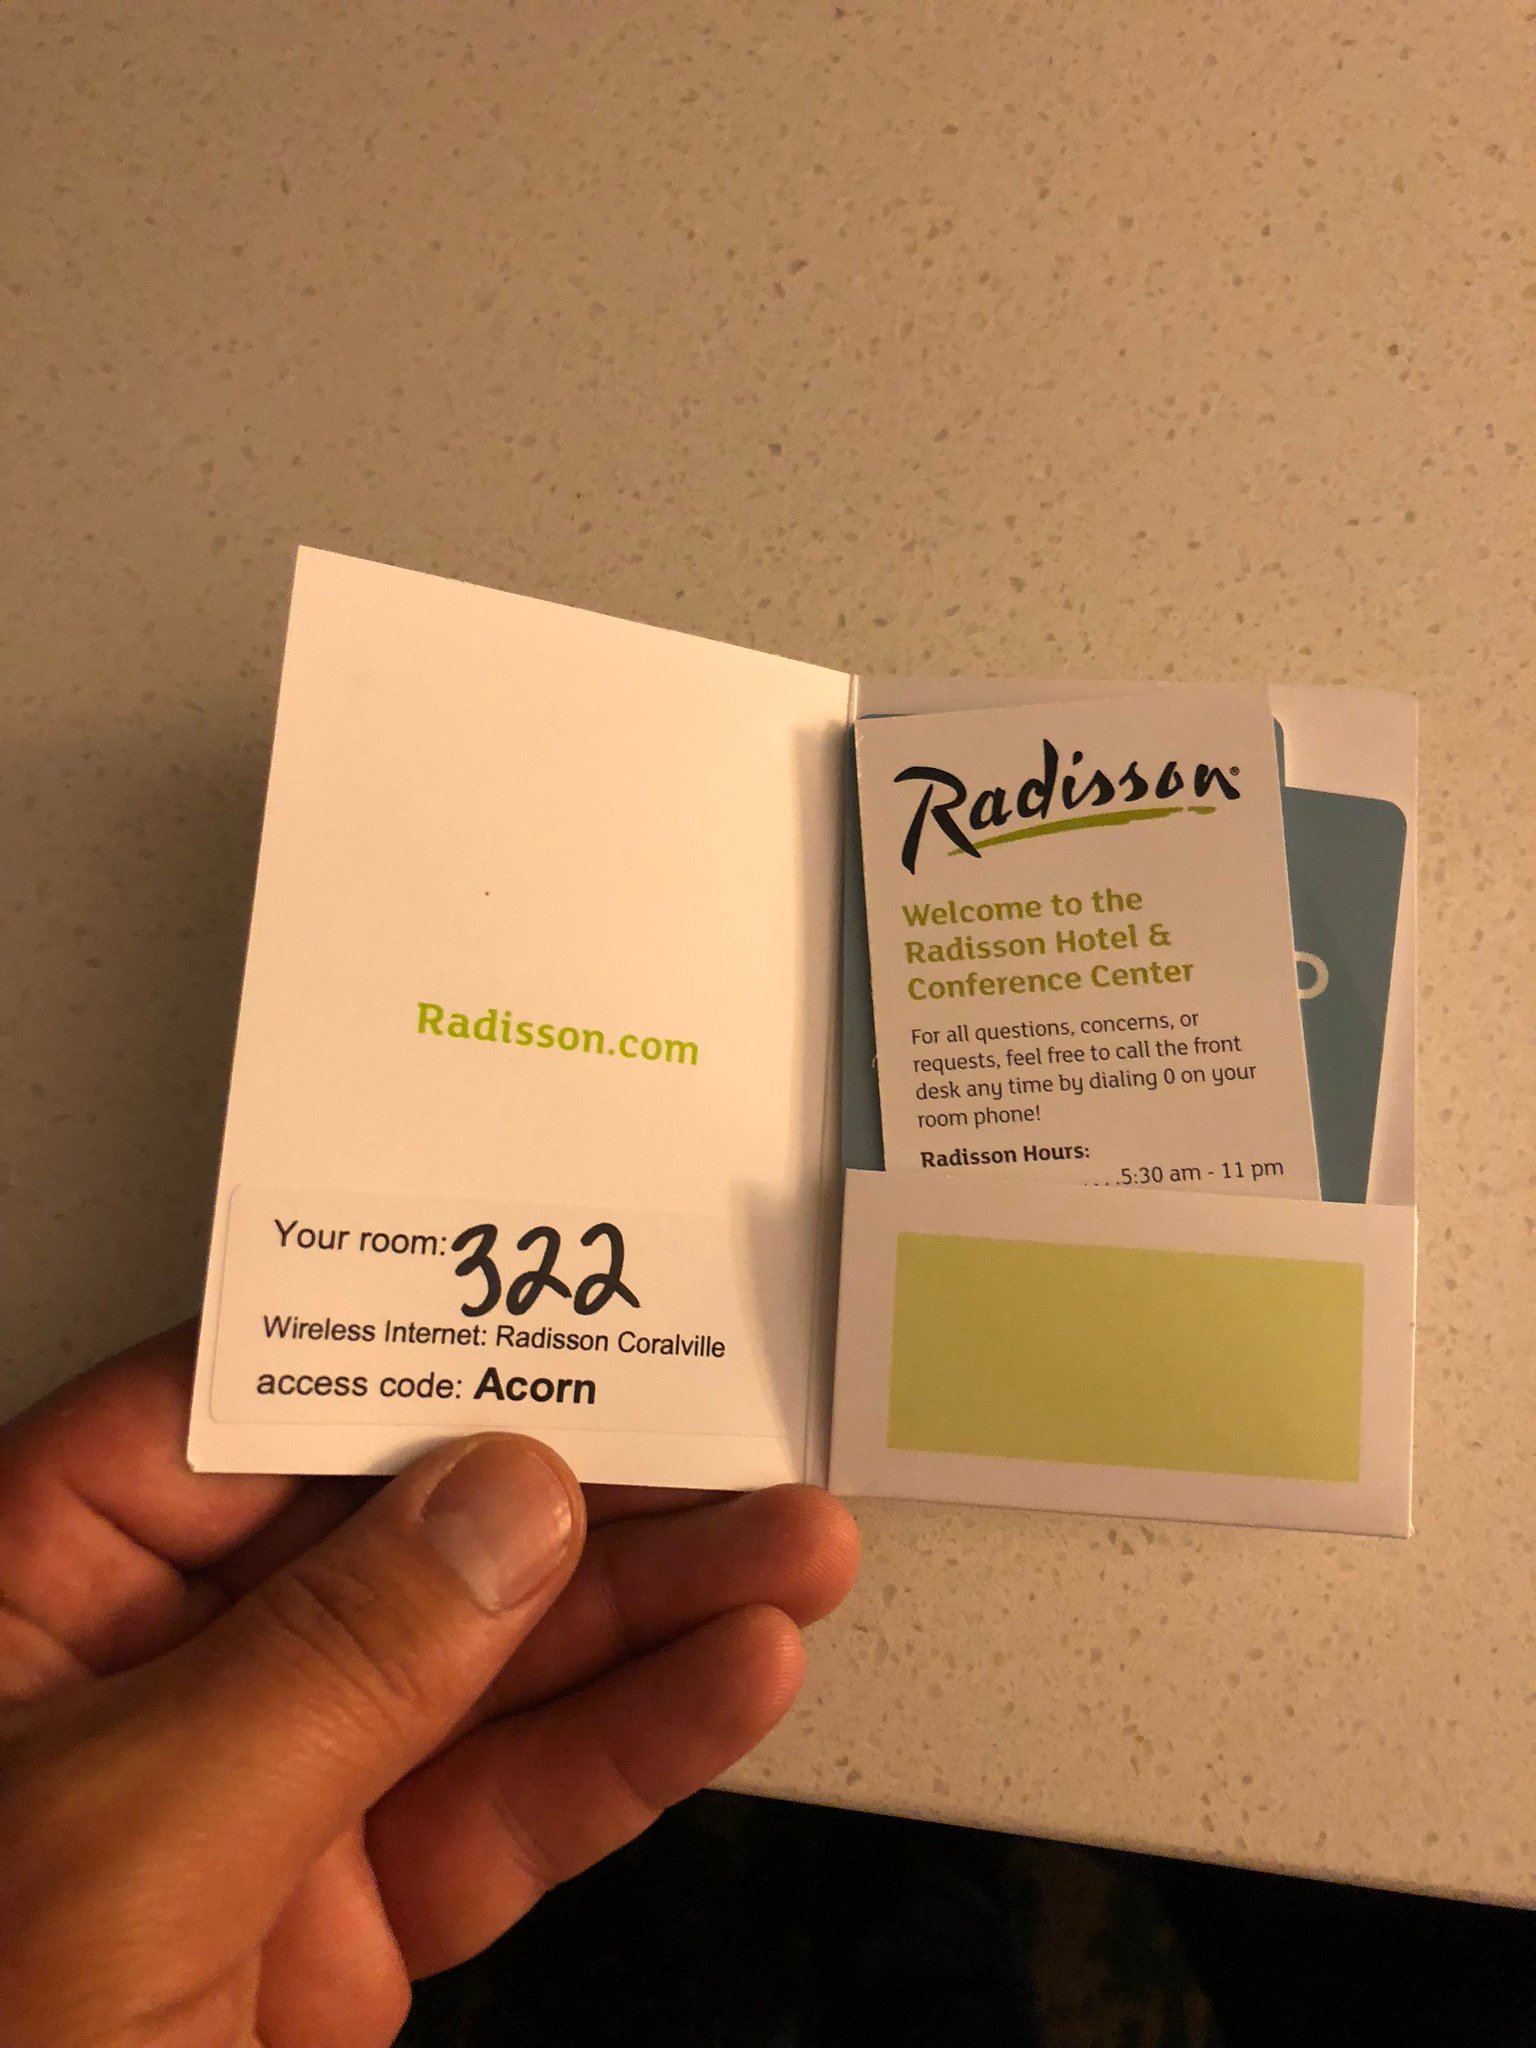 Radisson.com
Your room: 322
Wireless Internet: Radisson Coralville
access code: Acorn
Radisson®
Welcome to the
Radisson Hotel &
Conference Center
For all questions, concerns, or
requests, feel free to call the front
desk any time by dialing 0 on your
room phone!
Radisson Hours:
....5:30 am - 11 pm